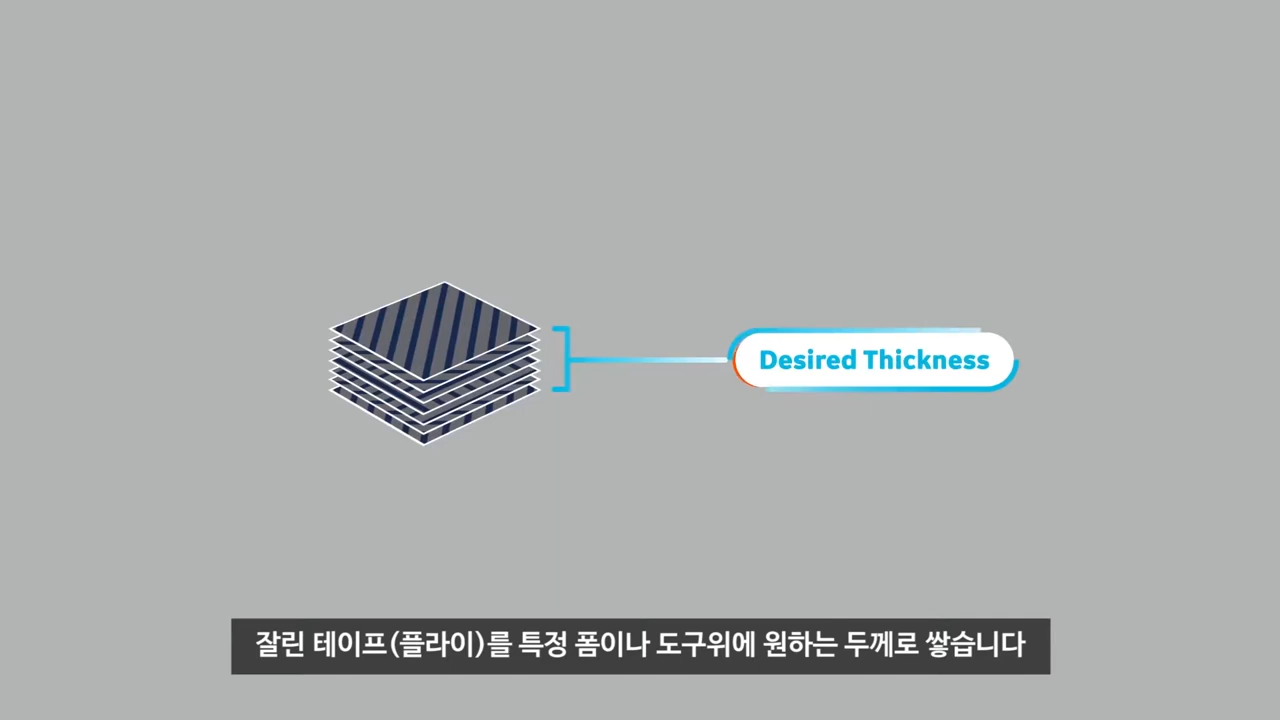 Desired Thickness
잘린 테이프(플라이)를 특정 폼이나 도구위에 원하는 두께로 쌓습니다